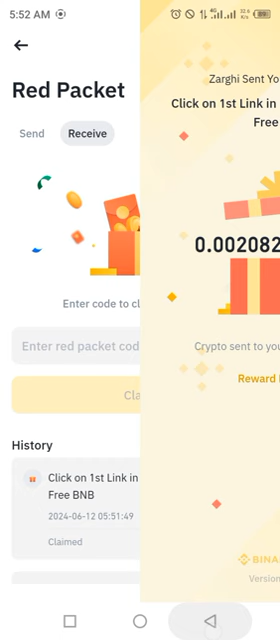 5:52 AM
Red Packet
Send
Receive
Enter code to cl
Enter red packet cod
Cla
History
Click on 1st Link in
Free BNB
2024-06-12 05:51:49
Claimed
Zarghi Sent Yo
Click on 1st Link in
Free
0.002082
Crypto sent to you
Reward
BINA
Version